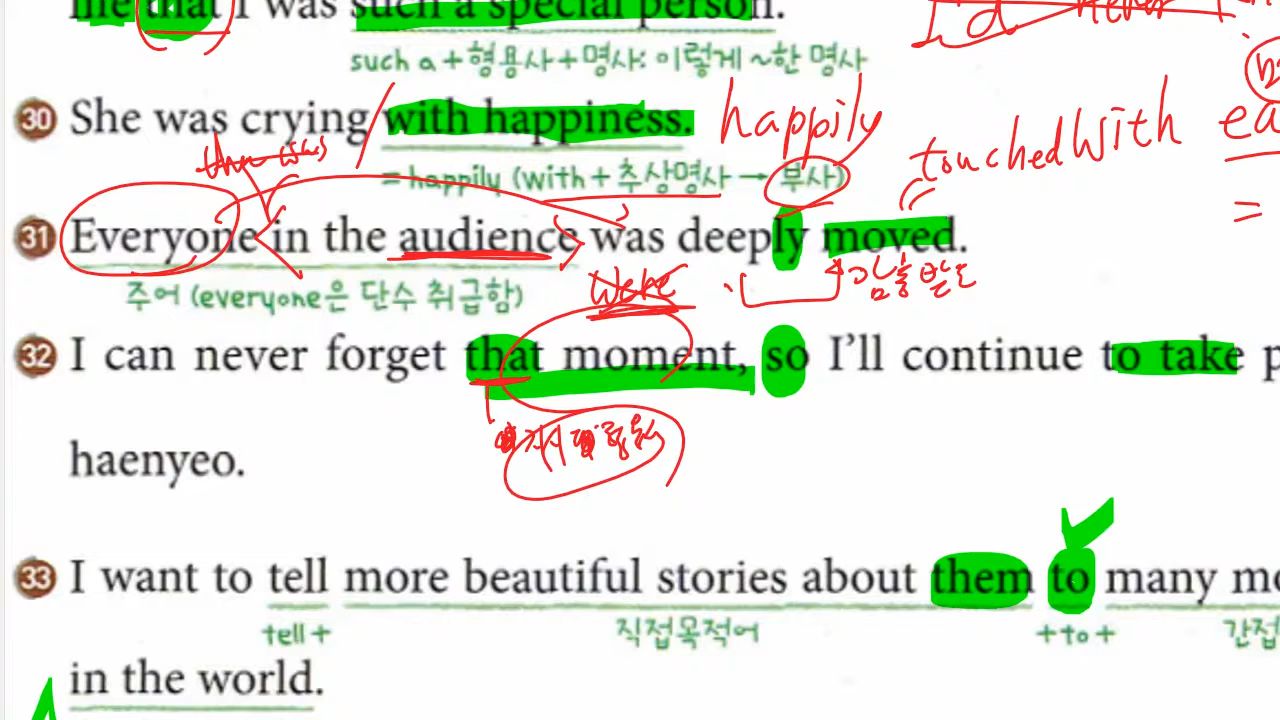 me that I was such a special person.
I'd never
such a + 형용사 + 명사: 이렇게 ~한 명사
30 She was crying with happiness. happily
who was
touched with
= happily (with + 추상명사 → 부사)
=
31 Everyone in the audience was deeply moved.
were 감동받은
주어 (everyone은 단수 취급함)
32 I can never forget that moment, so I'll continue to take p
haenyeo.
33 I want to tell more beautiful stories about them to many mo
tell + 직접목적어 + to + 간접
in the world.